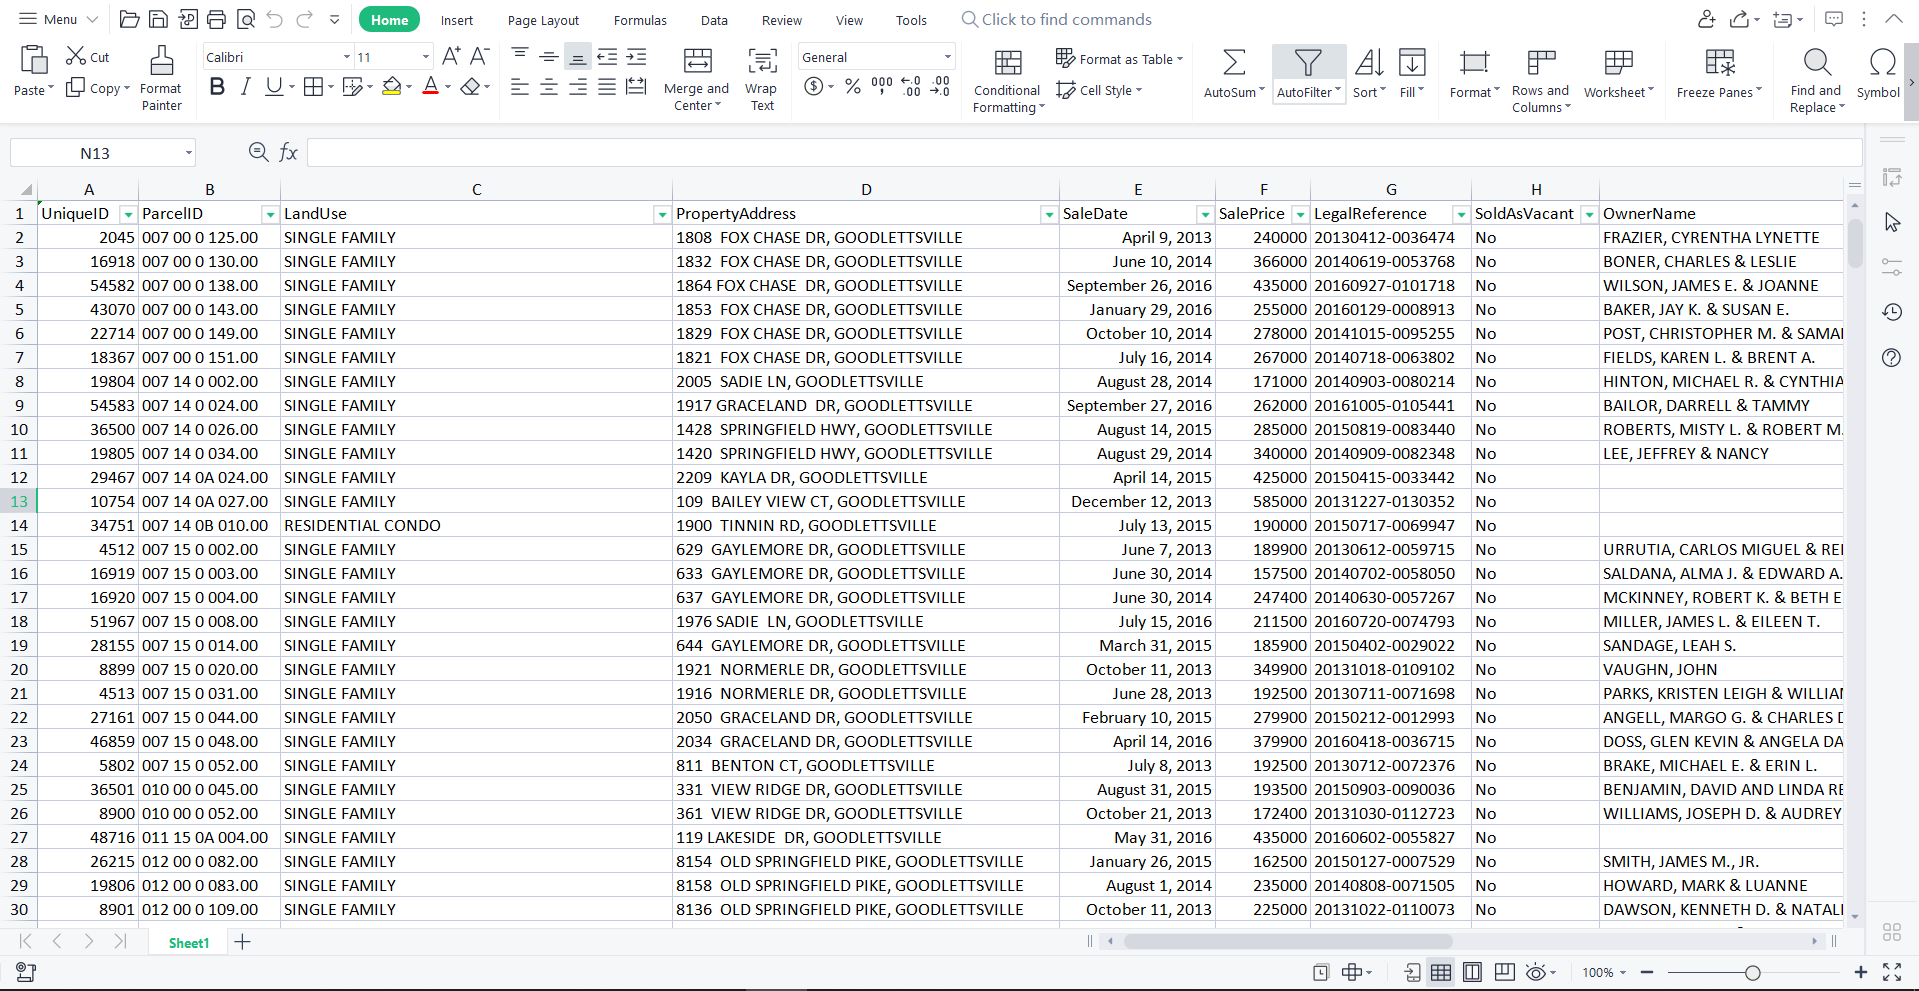 Menu Home Insert Page Layout Formulas Data Review View Tools Click to find commands
Paste Cut Copy Format Painter Calibri 11 Merge and Center Wrap Text General Conditional Formatting Format as Table Cell Style AutoSum AutoFilter Sort Fill Format Rows and Columns Worksheet Freeze Panes Find and Replace Symbol
N13 fx
A B C D E F G H
1 UniqueID ParcelID LandUse PropertyAddress SaleDate SalePrice LegalReference SoldAsVacant OwnerName
2 2045 007 00 0 125.00 SINGLE FAMILY 1808  FOX CHASE DR, GOODLETTSVILLE April 9, 2013 240000 20130412-0036474 No FRAZIER, CYRENTHA LYNETTE
3 16918 007 00 0 130.00 SINGLE FAMILY 1832  FOX CHASE DR, GOODLETTSVILLE June 10, 2014 366000 20140619-0053768 No BONER, CHARLES & LESLIE
4 54582 007 00 0 138.00 SINGLE FAMILY 1864 FOX CHASE  DR, GOODLETTSVILLE September 26, 2016 435000 20160927-0101718 No WILSON, JAMES E. & JOANNE
5 43070 007 00 0 143.00 SINGLE FAMILY 1853  FOX CHASE DR, GOODLETTSVILLE January 29, 2016 255000 20160129-0008913 No BAKER, JAY K. & SUSAN E.
6 22714 007 00 0 149.00 SINGLE FAMILY 1829  FOX CHASE DR, GOODLETTSVILLE October 10, 2014 278000 20141015-0095255 No POST, CHRISTOPHER M. & SAMA
7 18367 007 00 0 151.00 SINGLE FAMILY 1821  FOX CHASE DR, GOODLETTSVILLE July 16, 2014 267000 20140718-0063802 No FIELDS, KAREN L. & BRENT A.
8 19804 007 14 0 002.00 SINGLE FAMILY 2005  SADIE LN, GOODLETTSVILLE August 28, 2014 171000 20140903-0080214 No HINTON, MICHAEL R. & CYNTHIA
9 54583 007 14 0 024.00 SINGLE FAMILY 1917 GRACELAND  DR, GOODLETTSVILLE September 27, 2016 262000 20161005-0105441 No BAILOR, DARRELL & TAMMY
10 36500 007 14 0 026.00 SINGLE FAMILY 1428  SPRINGFIELD HWY, GOODLETTSVILLE August 14, 2015 285000 20150819-0083440 No ROBERTS, MISTY L. & ROBERT M.
11 19805 007 14 0 034.00 SINGLE FAMILY 1420  SPRINGFIELD HWY, GOODLETTSVILLE August 29, 2014 340000 20140909-0082348 No LEE, JEFFREY & NANCY
12 29467 007 14 0A 024.00 SINGLE FAMILY 2209  KAYLA DR, GOODLETTSVILLE April 14, 2015 425000 20150415-0033442 No
13 10754 007 14 0A 027.00 SINGLE FAMILY 109  BAILEY VIEW CT, GOODLETTSVILLE December 12, 2013 585000 20131227-0130352 No
14 34751 007 14 0B 010.00 RESIDENTIAL CONDO 1900  TINNIN RD, GOODLETTSVILLE July 13, 2015 190000 20150717-0069947 No
15 4512 007 15 0 002.00 SINGLE FAMILY 629  GAYLEMORE DR, GOODLETTSVILLE June 7, 2013 189900 20130612-0059715 No URRUTIA, CARLOS MIGUEL & RE
16 16919 007 15 0 003.00 SINGLE FAMILY 633  GAYLEMORE DR, GOODLETTSVILLE June 30, 2014 157500 20140702-0058050 No SALDANA, ALMA J. & EDWARD A.
17 16920 007 15 0 004.00 SINGLE FAMILY 637  GAYLEMORE DR, GOODLETTSVILLE June 30, 2014 247400 20140630-0057267 No MCKINNEY, ROBERT K. & BETH E
18 51967 007 15 0 008.00 SINGLE FAMILY 1976 SADIE  LN, GOODLETTSVILLE July 15, 2016 211500 20160720-0074793 No MILLER, JAMES L. & EILEEN T.
19 28155 007 15 0 014.00 SINGLE FAMILY 644  GAYLEMORE DR, GOODLETTSVILLE March 31, 2015 185900 20150402-0029022 No SANDAGE, LEAH S.
20 8899 007 15 0 020.00 SINGLE FAMILY 1921  NORMERLE DR, GOODLETTSVILLE October 11, 2013 349900 20131018-0109102 No VAUGHN, JOHN
21 4513 007 15 0 031.00 SINGLE FAMILY 1916  NORMERLE DR, GOODLETTSVILLE June 28, 2013 192500 20130711-0071698 No PARKS, KRISTEN LEIGH & WILLIA
22 27161 007 15 0 044.00 SINGLE FAMILY 2050  GRACELAND DR, GOODLETTSVILLE February 10, 2015 279900 20150212-0012993 No ANGELL, MARGO G. & CHARLES
23 46859 007 15 0 048.00 SINGLE FAMILY 2034  GRACELAND DR, GOODLETTSVILLE April 14, 2016 379900 20160418-0036715 No DOSS, GLEN KEVIN & ANGELA DA
24 5802 007 15 0 052.00 SINGLE FAMILY 811  BENTON CT, GOODLETTSVILLE July 8, 2013 192500 20130712-0072376 No BRAKE, MICHAEL E. & ERIN L.
25 36501 010 00 0 045.00 SINGLE FAMILY 331  VIEW RIDGE DR, GOODLETTSVILLE August 31, 2015 193500 20150903-0090036 No BENJAMIN, DAVID AND LINDA RE
26 8900 010 00 0 052.00 SINGLE FAMILY 361  VIEW RIDGE DR, GOODLETTSVILLE October 21, 2013 172400 20131030-0112723 No WILLIAMS, JOSEPH D. & AUDREY
27 48716 011 15 0A 004.00 SINGLE FAMILY 119 LAKESIDE  DR, GOODLETTSVILLE May 31, 2016 435000 20160602-0055827 No
28 26215 012 00 0 082.00 SINGLE FAMILY 8154  OLD SPRINGFIELD PIKE, GOODLETTSVILLE January 26, 2015 162500 20150127-0007529 No SMITH, JAMES M., JR.
29 19806 012 00 0 083.00 SINGLE FAMILY 8158  OLD SPRINGFIELD PIKE, GOODLETTSVILLE August 1, 2014 235000 20140808-0071505 No HOWARD, MARK & LUANNE
30 8901 012 00 0 109.00 SINGLE FAMILY 8136  OLD SPRINGFIELD PIKE, GOODLETTSVILLE October 11, 2013 225000 20131022-0110073 No DAWSON, KENNETH D. & NATALI
Sheet1
100%